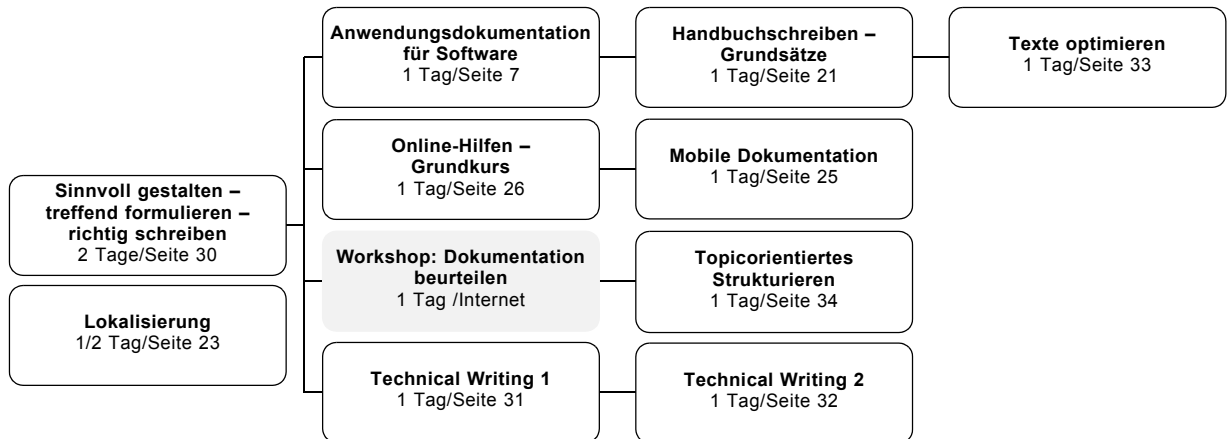 Anwendungsdokumentation
für Software
1 Tag/Seite 7
Handbuchschreiben –
Grundsätze
1 Tag/Seite 21
Texte optimieren
1 Tag/Seite 33
Online-Hilfen –
Grundkurs
1 Tag/Seite 26
Mobile Dokumentation
1 Tag/Seite 25
Sinnvoll gestalten –
treffend formulieren –
richtig schreiben
2 Tage/Seite 30
Workshop: Dokumentation
beurteilen
1 Tag /Internet
Topicorientiertes
Strukturieren
1 Tag/Seite 34
Lokalisierung
1/2 Tag/Seite 23
Technical Writing 1
1 Tag/Seite 31
Technical Writing 2
1 Tag/Seite 32